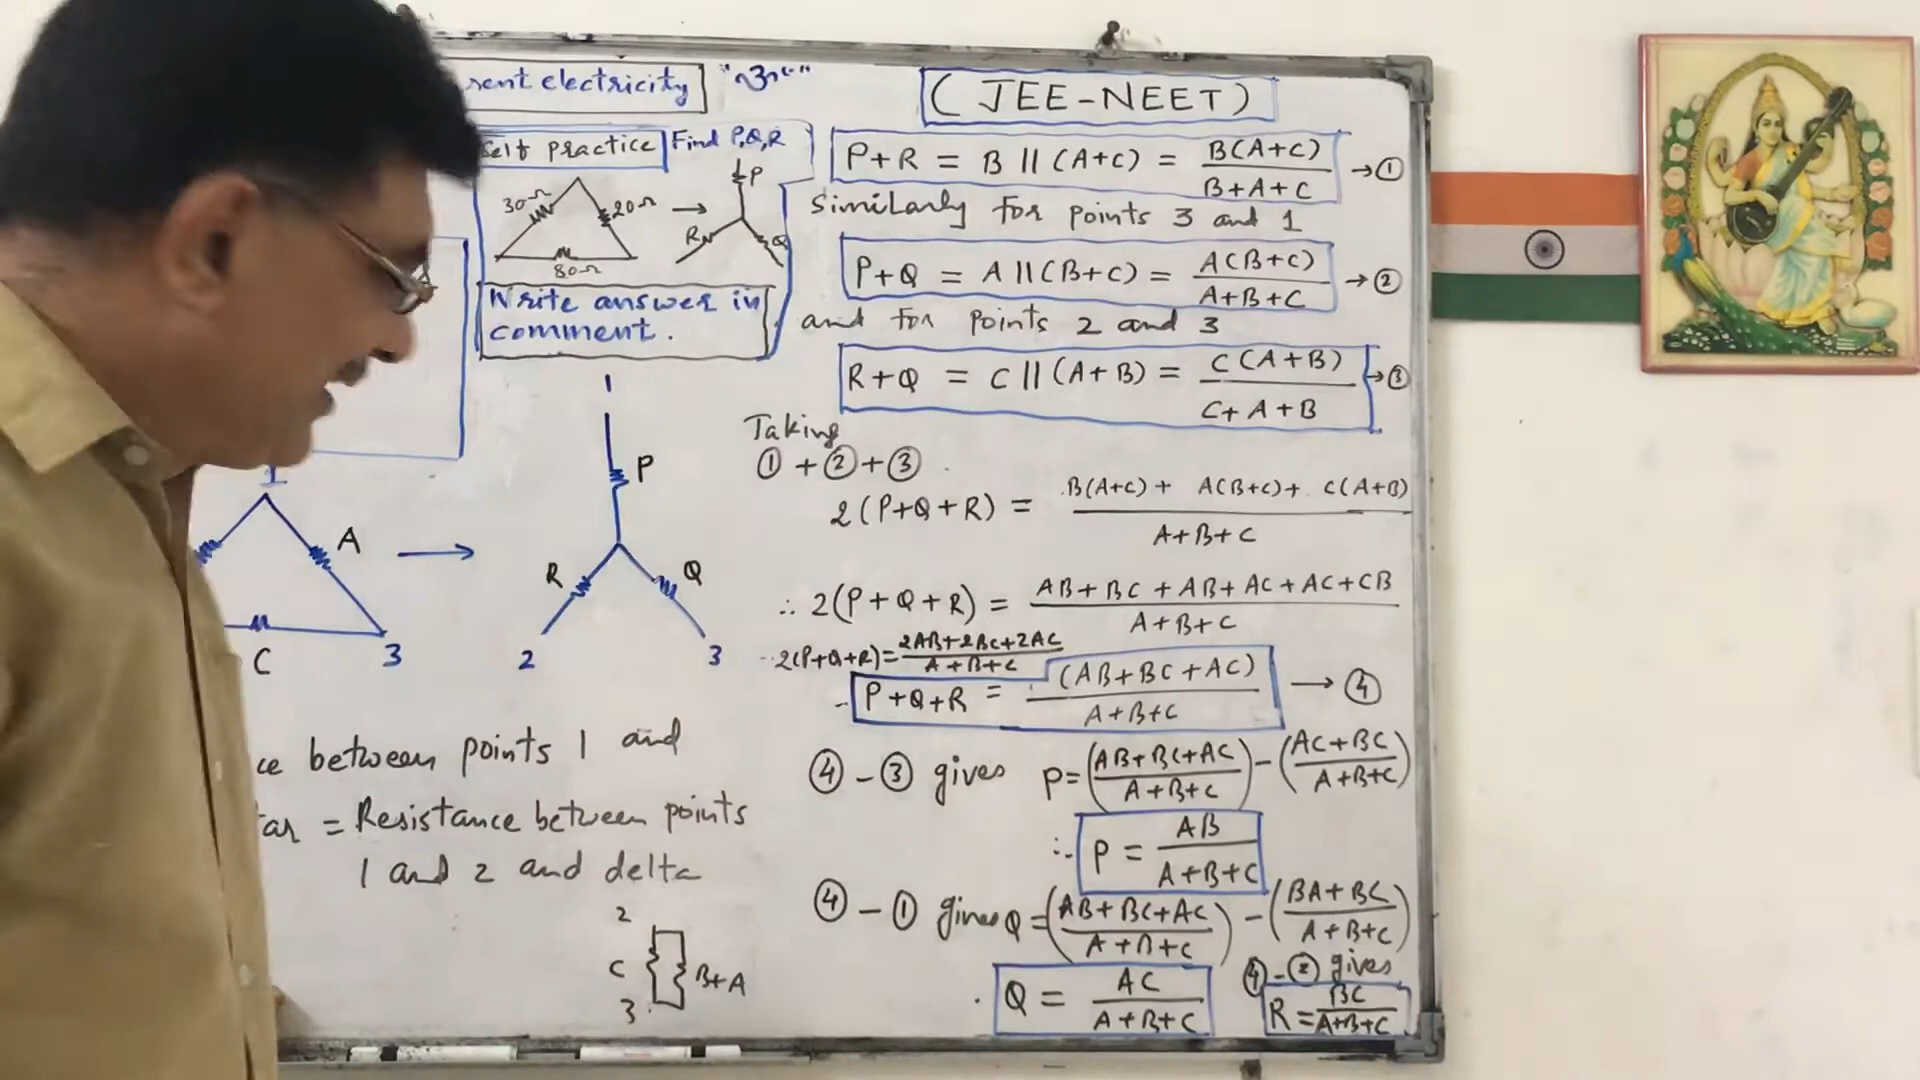 rent electricity
(JEE-NEET)
Self practice
Find P,Q,R
30Ω
20Ω
80Ω
P
R
Q
Write answer in
comment.
P+R = B || (A+C) = B(A+C) / B+A+C → ①
Similarly for points 3 and 1
P+Q = A || (B+C) = A(B+C) / A+B+C → ②
and for points 2 and 3
R+Q = C || (A+B) = C(A+B) / C+A+B → ③
Taking
① + ② + ③
2(P+Q+R) = B(A+C) + A(B+C) + C(A+B) / A+B+C
∴ 2(P+Q+R) = AB+BC+AB+AC+AC+CB / A+B+C
2(P+Q+R) = 2AB+2BC+2AC / A+B+C
P+Q+R = (AB+BC+AC) / A+B+C → ④
④ - ③ gives P = (AB+BC+AC / A+B+C) - (AC+BC / A+B+C)
∴ P = AB / A+B+C
④ - ① gives Q = (AB+BC+AC / A+B+C) - (BA+BC / A+B+C)
Q = AC / A+B+C
④ - ② gives
R = BC / A+B+C
1
A
C
3
1
P
R
Q
2
3
ce between points 1 and
tar = Resistance between points
1 and 2 and delta
2
C
B+A
3